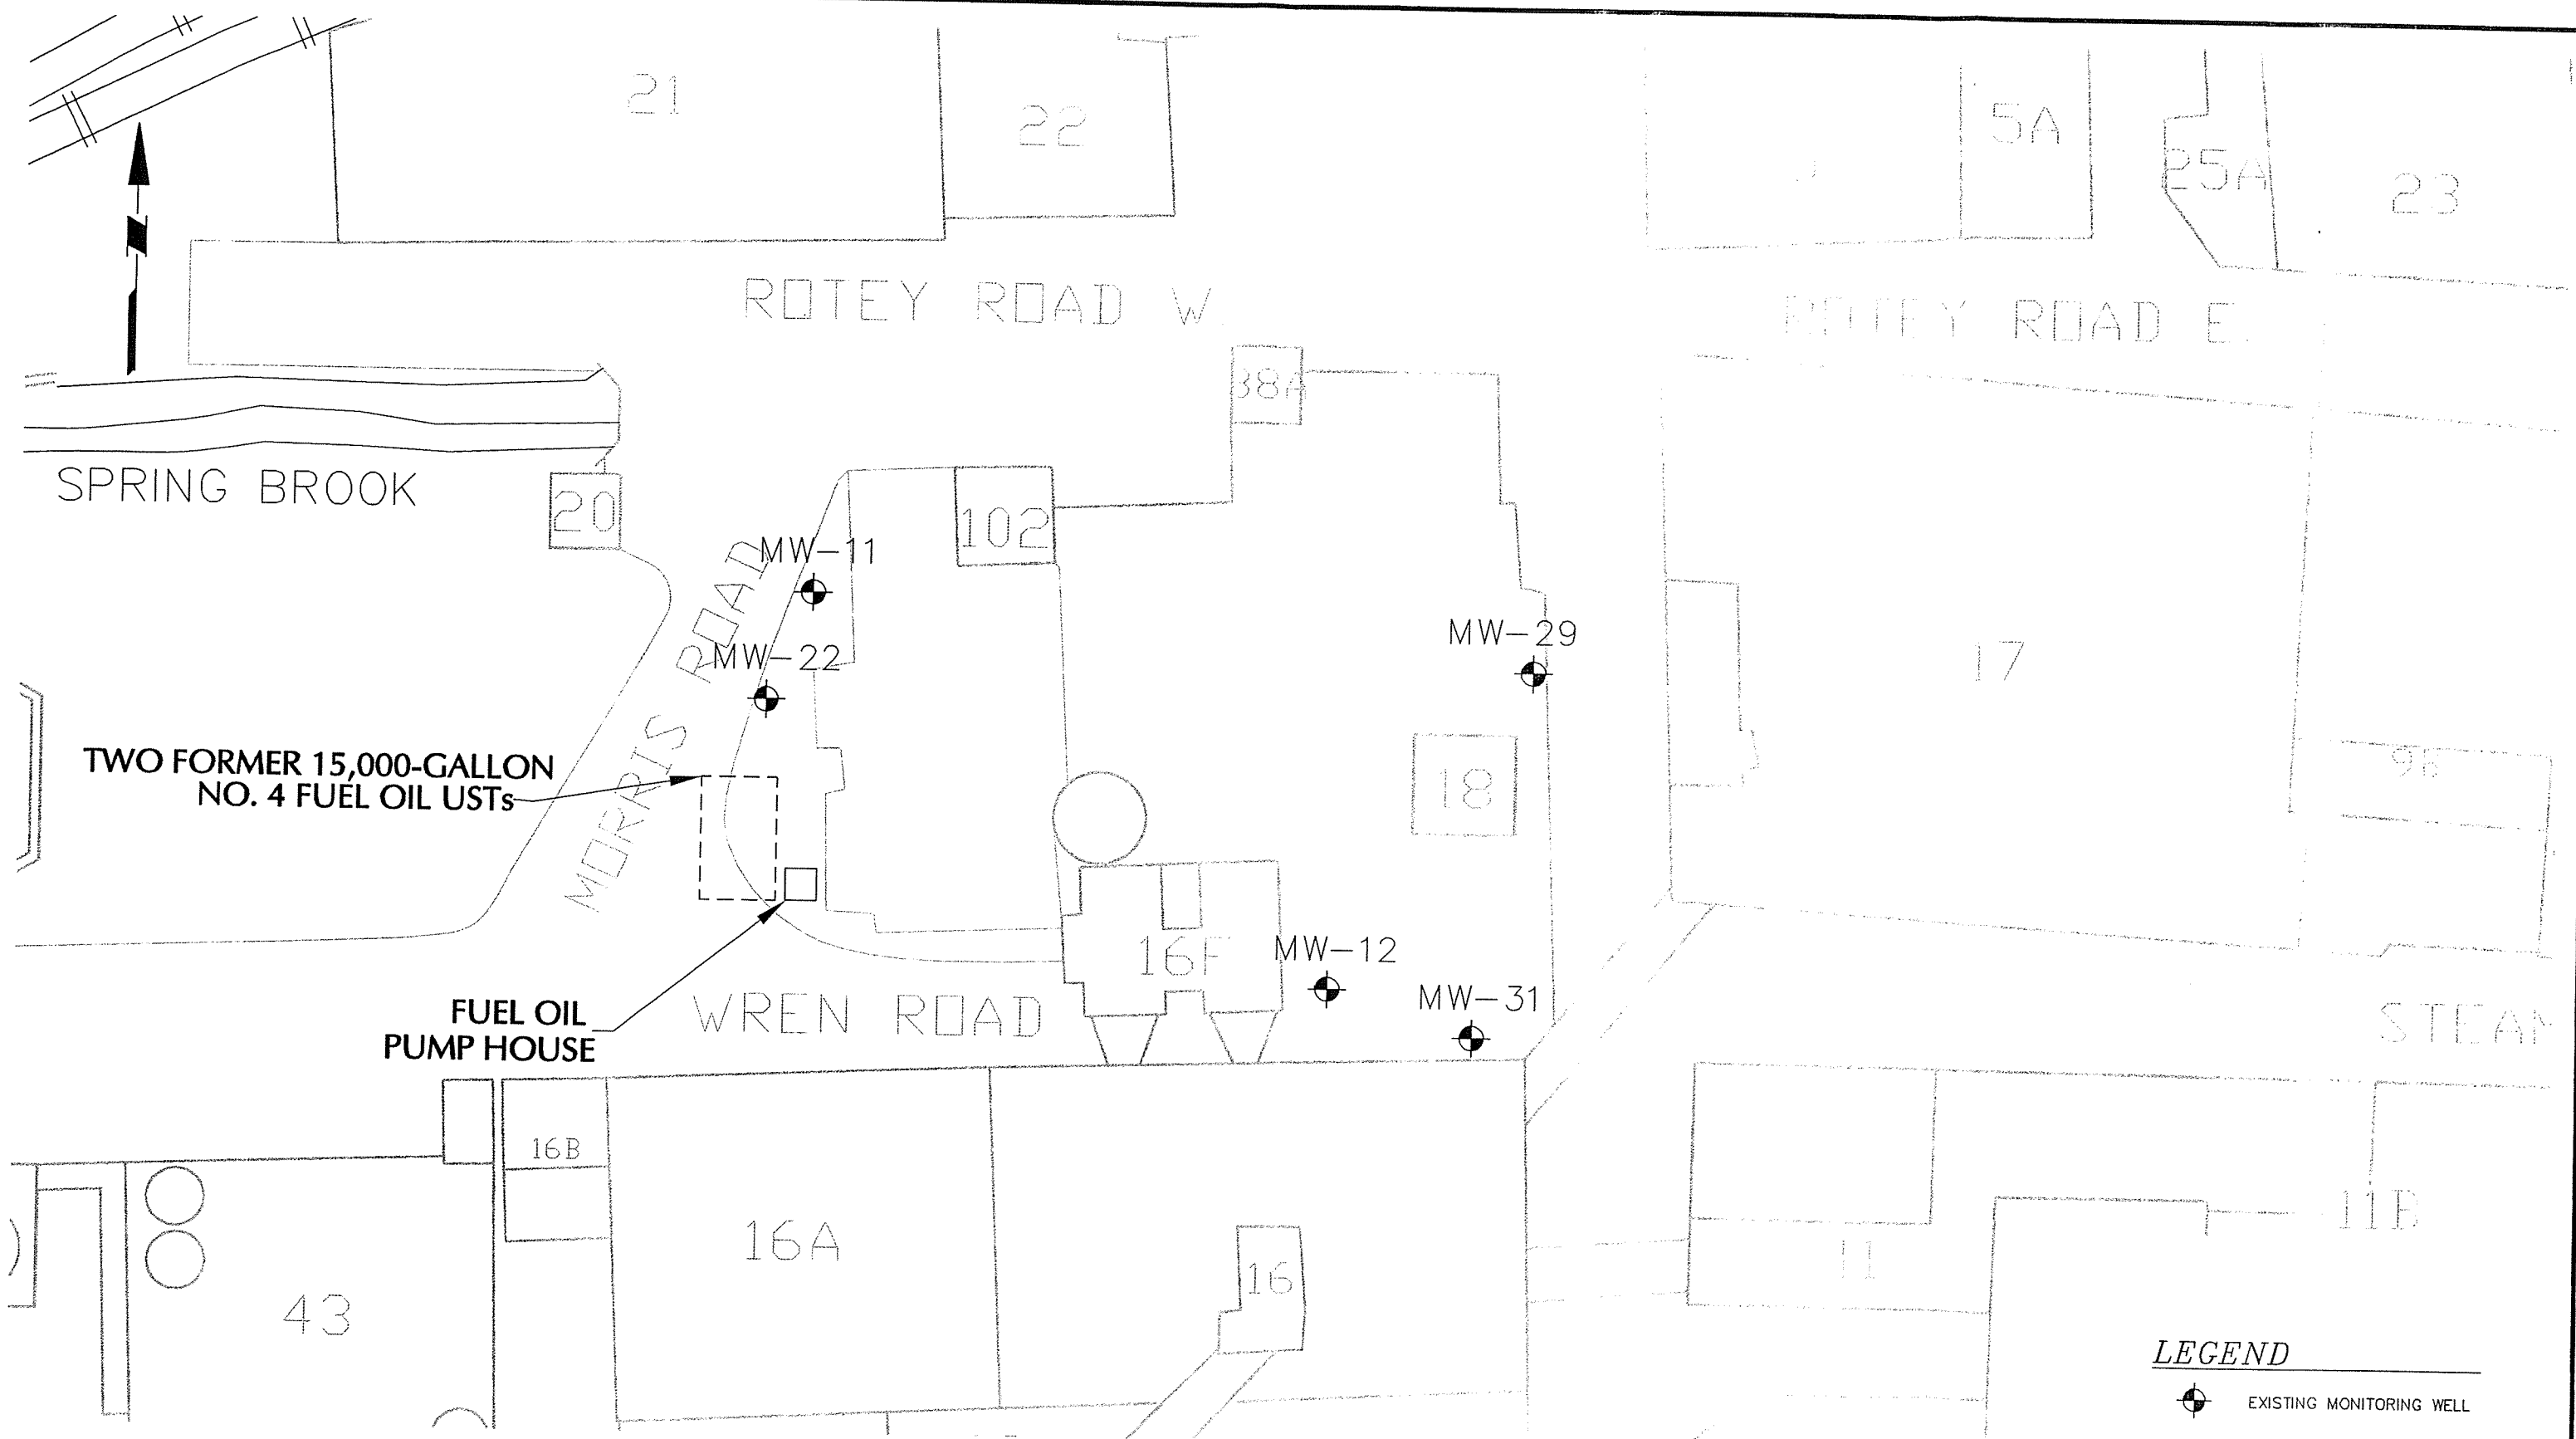 21
22
5A
25A
23
N
ROTEY ROAD W.
ROTEY ROAD E.
38A
SPRING BROOK
20
102
MW-11
MORRIS ROAD
MW-22
MW-29
17
TWO FORMER 15,000-GALLON
NO. 4 FUEL OIL USTs
18
16F
MW-12
MW-31
FUEL OIL
PUMP HOUSE
WREN ROAD
STEAM
16B
16A
16
43
11
11B
LEGEND
EXISTING MONITORING WELL